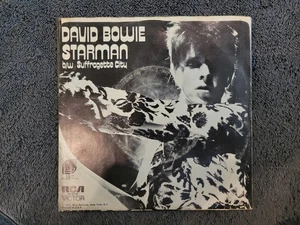 DAVID BOWIE
STARMAN
b/w. Suffragette City
RCA
VICTOR